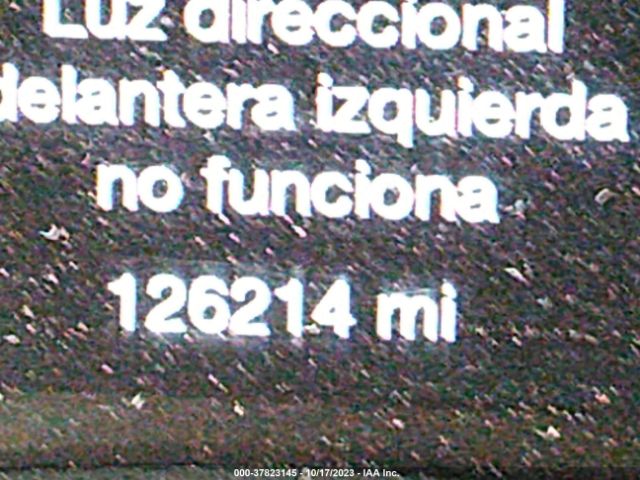 Luz direccional
delantera izquierda
no funciona
126214 mi
000-37823145 - 10/17/2023 - IAA Inc.